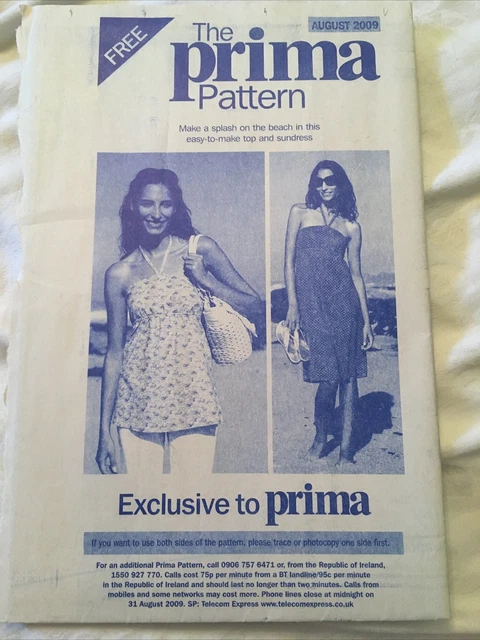 FREE
AUGUST 2009
The
prima
Pattern
Make a splash on the beach in this
easy-to-make top and sundress
Exclusive to prima
If you want to use both sides of the pattern, please trace or photocopy one side first.
For an additional Prima Pattern, call 0906 757 6471 or, from the Republic of Ireland,
1550 927 770. Calls cost 75p per minute from a BT landline/95c per minute
in the Republic of Ireland and should last no longer than two minutes. Calls from
mobiles and some networks may cost more. Phone lines close at midnight on
31 August 2009. SP: Telecom Express www.telecomexpress.co.uk